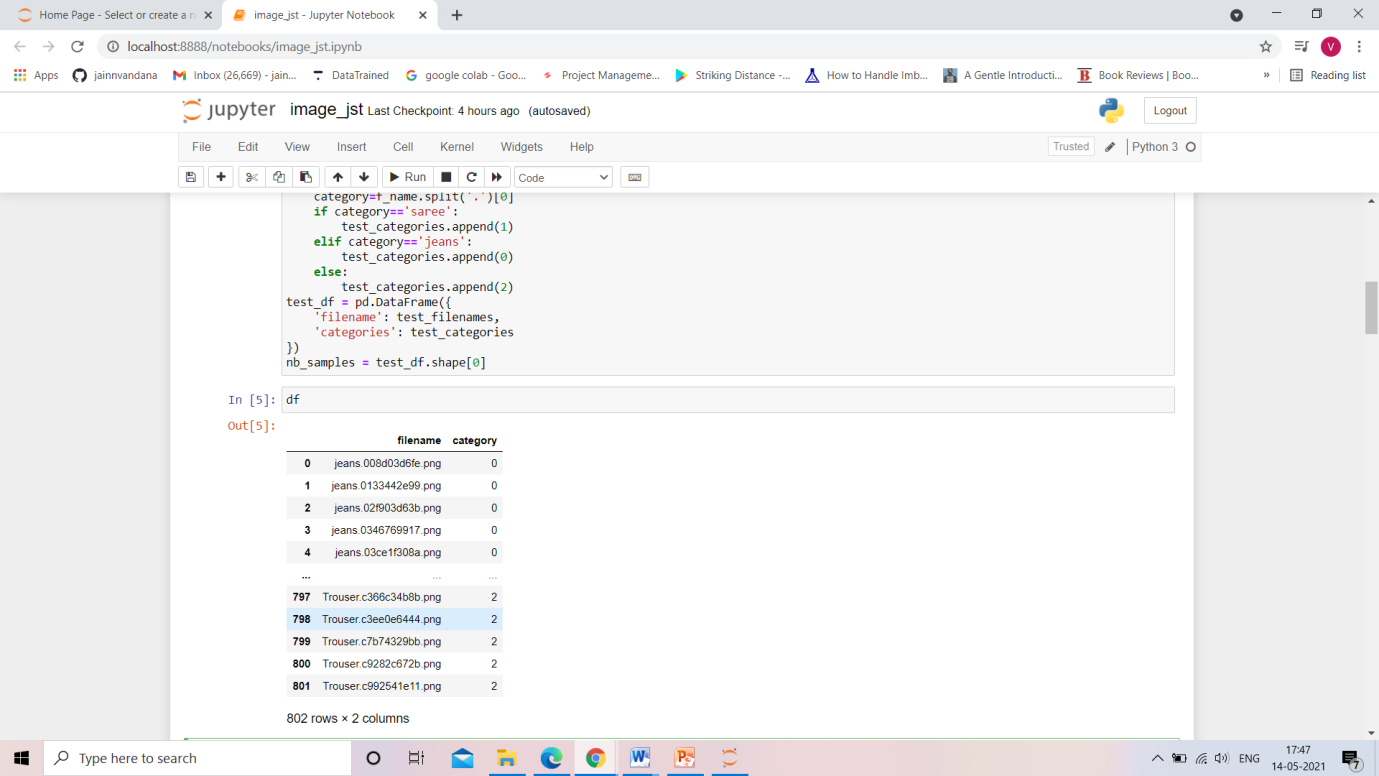 Home Page - Select or create a n
image_jst - Jupyter Notebook
localhost:8888/notebooks/image_jst.ipynb
V
Apps jainnvandana Inbox (26,669) - jain... DataTrained google colab - Goo... Project Manageme... Striking Distance -... How to Handle Imb... A Gentle Introducti... Book Reviews | Boo... » Reading list
jupyter image_jst Last Checkpoint: 4 hours ago (autosaved) Logout
File Edit View Insert Cell Kernel Widgets Help Trusted Python 3
Run Code
category=f_name.split('.')[0]
if category=='saree':
test_categories.append(1)
elif category=='jeans':
test_categories.append(0)
else:
test_categories.append(2)
test_df = pd.DataFrame({
'filename': test_filenames,
'categories': test_categories
})
nb_samples = test_df.shape[0]
In [5]: df
Out[5]:
filename category
0 jeans.008d03d6fe.png 0
1 jeans.0133442e99.png 0
2 jeans.02f903d63b.png 0
3 jeans.0346769917.png 0
4 jeans.03ce1f308a.png 0
... ... ...
797 Trouser.c366c34b8b.png 2
798 Trouser.c3ee0e6444.png 2
799 Trouser.c7b74329bb.png 2
800 Trouser.c9282c672b.png 2
801 Trouser.c992541e11.png 2
802 rows × 2 columns
Type here to search
ENG
17:47
14-05-2021
7